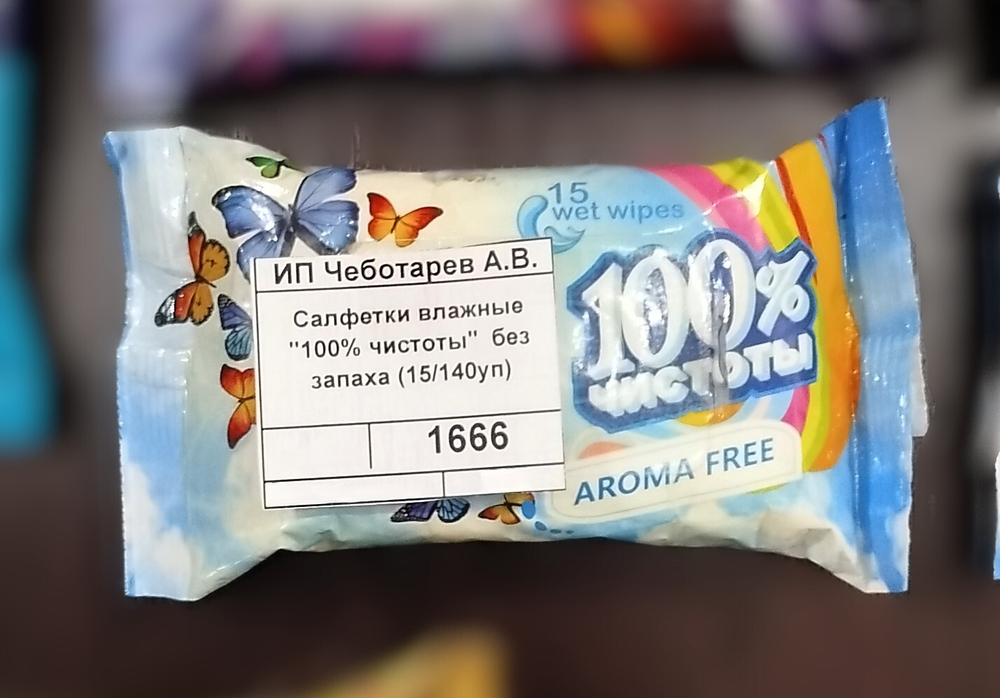 15
wet wipes
100%
ЧИСТОТЫ
AROMA FREE
ИП Чеботарев А.В.
Салфетки влажные
"100% чистоты" без
запаха (15/140уп)
1666